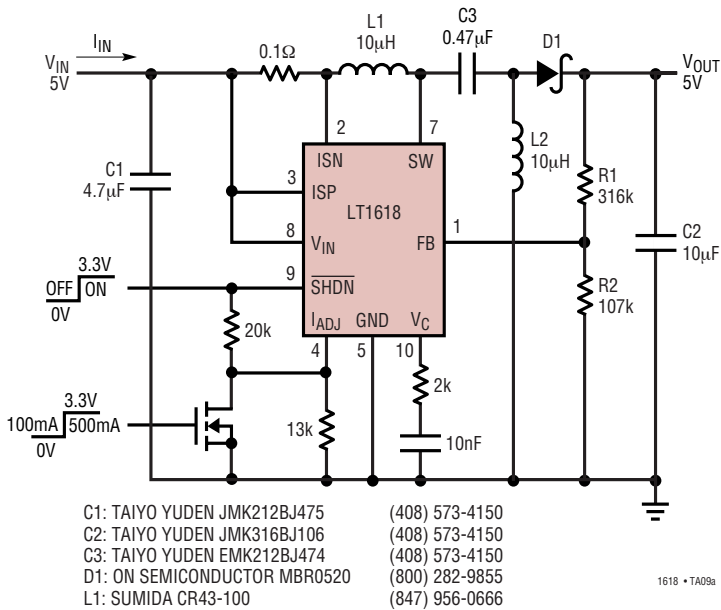 I_IN
V_IN
5V
0.1Ω
L1
10μH
C3
0.47μF
D1
V_OUT
5V
2
7
ISN
SW
L2
10μH
C1
4.7μF
3
ISP
LT1618
R1
316k
8
V_IN
FB
1
C2
10μF
3.3V
OFF
ON
0V
9
SHDN
R2
107k
I_ADJ
GND
V_C
20k
4
5
10
2k
3.3V
100mA
500mA
0V
13k
10nF
C1: TAIYO YUDEN JMK212BJ475 (408) 573-4150
C2: TAIYO YUDEN JMK316BJ106 (408) 573-4150
C3: TAIYO YUDEN EMK212BJ474 (408) 573-4150
D1: ON SEMICONDUCTOR MBR0520 (800) 282-9855
L1: SUMIDA CR43-100 (847) 956-0666
1618 • TA09a